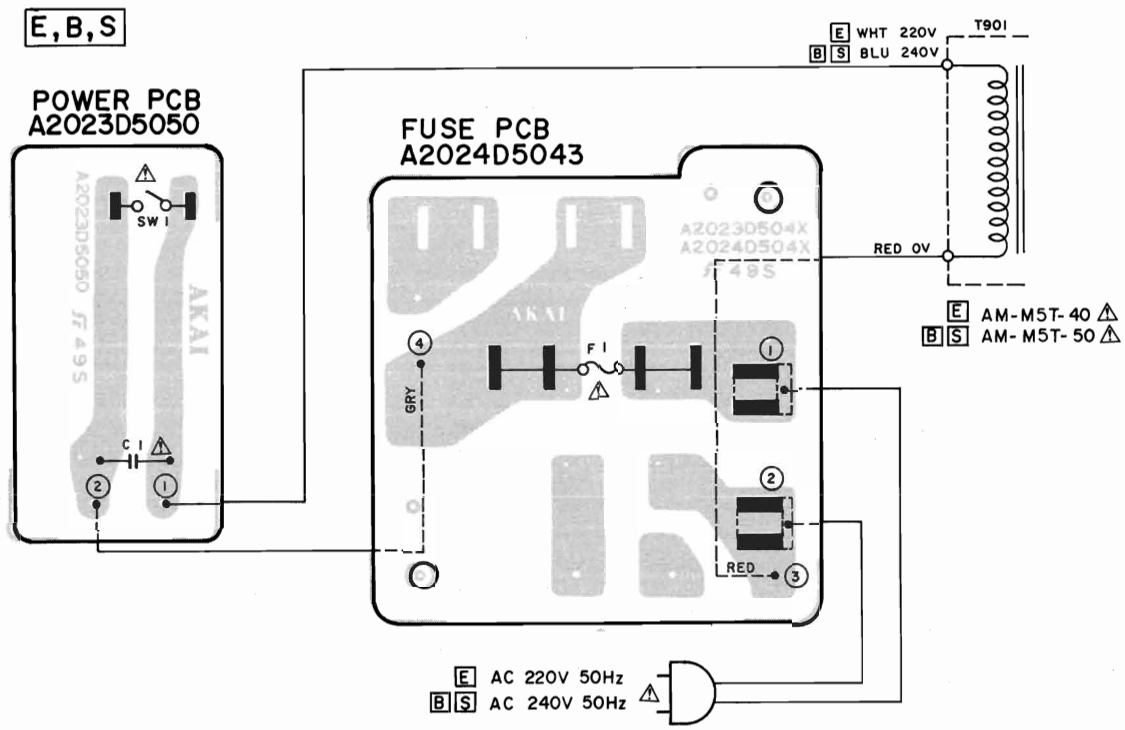 E, B, S
E WHT 220V
B S BLU 240V
T901
POWER PCB
A2023D5050
FUSE PCB
A2024D5043
SW1
A2023D5050 49S
AKAI
A2023D504X
A2024D504X
49S
RED 0V
E AM-M5T-40
B S AM-M5T-50
AKAI
4
F1
1
GRY
C1
2
1
2
RED
3
E AC 220V 50Hz
B S AC 240V 50Hz